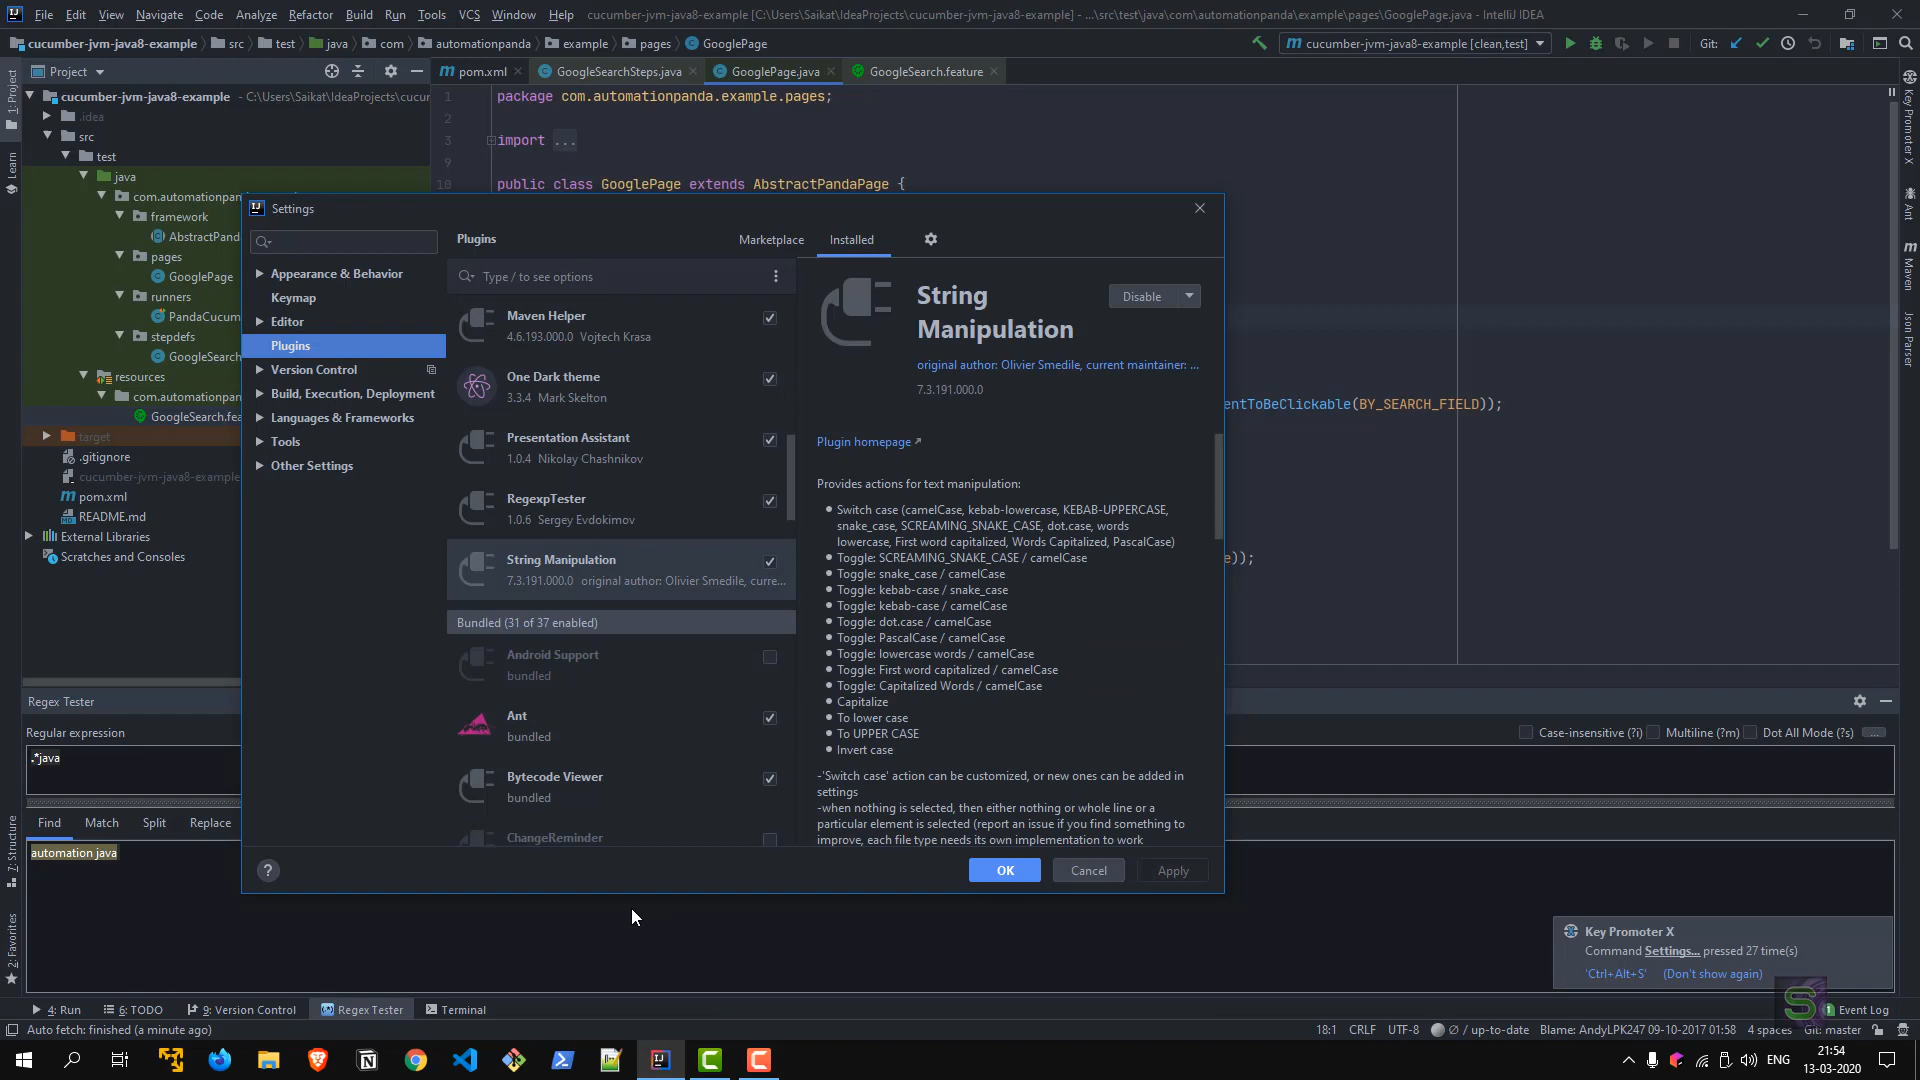 File Edit View Navigate Code Analyze Refactor Build Run Tools VCS Window Help cucumber-jvm-java8-example [C:\Users\Saikat\IdeaProjects\cucumber-jvm-java8-example] - ...\src\test\java\com\automationpanda\example\pages\GooglePage.java - IntelliJ IDEA
cucumber-jvm-java8-example src test java com automationpanda example pages GooglePage cucumber-jvm-java8-example [clean,test] Git:
Project pom.xml GoogleSearchSteps.java GooglePage.java GoogleSearch.feature
1: Project
Learn
7: Structure
2: Favorites
Key Promoter X
Ant
Maven
Json Parser
cucumber-jvm-java8-example - C:\Users\Saikat\IdeaProjects\cucur
.idea
src
test
java
com.automationpan
framework
AbstractPand
pages
GooglePage
runners
PandaCucum
stepdefs
GoogleSearch
resources
com.automationpan
GoogleSearch.fea
target
.gitignore
cucumber-jvm-java8-example
pom.xml
README.md
External Libraries
Scratches and Consoles
1 package com.automationpanda.example.pages;
2
3 import ...
9
10 public class GooglePage extends AbstractPandaPage {
entToBeClickable(BY_SEARCH_FIELD));
e));
Settings
Appearance & Behavior
Keymap
Editor
Plugins
Version Control
Build, Execution, Deployment
Languages & Frameworks
Tools
Other Settings
Plugins Marketplace Installed
Type / to see options
Maven Helper
4.6.193.000.0 Vojtech Krasa
One Dark theme
3.3.4 Mark Skelton
Presentation Assistant
1.0.4 Nikolay Chashnikov
RegexpTester
1.0.6 Sergey Evdokimov
String Manipulation
7.3.191.000.0 original author: Olivier Smedile, curre...
Bundled (31 of 37 enabled)
Android Support
bundled
Ant
bundled
Bytecode Viewer
bundled
ChangeReminder
String
Manipulation
Disable
original author: Olivier Smedile, current maintainer: ...
7.3.191.000.0
Plugin homepage
Provides actions for text manipulation:
Switch case (camelCase, kebab-lowercase, KEBAB-UPPERCASE,
snake_case, SCREAMING_SNAKE_CASE, dot.case, words
lowercase, First word capitalized, Words Capitalized, PascalCase)
Toggle: SCREAMING_SNAKE_CASE / camelCase
Toggle: snake_case / camelCase
Toggle: kebab-case / snake_case
Toggle: kebab-case / camelCase
Toggle: dot.case / camelCase
Toggle: PascalCase / camelCase
Toggle: lowercase words / camelCase
Toggle: First word capitalized / camelCase
Toggle: Capitalized Words / camelCase
Capitalize
To lower case
To UPPER CASE
Invert case
-'Switch case' action can be customized, or new ones can be added in
settings
-when nothing is selected, then either nothing or whole line or a
particular element is selected (report an issue if you find something to
improve, each file type needs its own implementation to work
? OK Cancel Apply
Regex Tester
Regular expression Case-insensitive (?i) Multiline (?m) Dot All Mode (?s) ...
.*java
Find Match Split Replace
automation java
Key Promoter X
Command Settings... pressed 27 time(s)
'Ctrl+Alt+S' (Don't show again)
4: Run 6: TODO 9: Version Control Regex Tester Terminal 1 Event Log
Auto fetch: finished (a minute ago) 18:1 CRLF UTF-8 Ø / up-to-date Blame: AndyLPK247 09-10-2017 01:58 4 spaces Git: master
ENG 21:54
13-03-2020